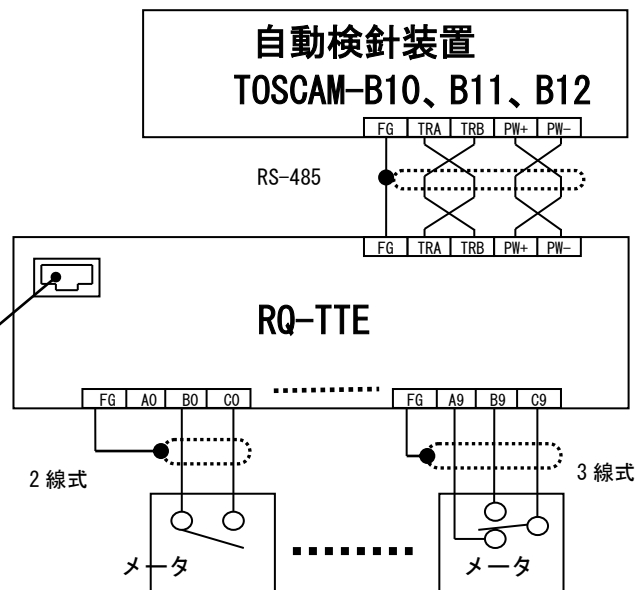 自動検針装置
TOSCAM-B10、B11、B12
FG TRA TRB PW+ PW-
RS-485
FG TRA TRB PW+ PW-
RQ-TTE
FG A0 B0 C0
FG A9 B9 C9
2線式
3線式
メータ
メータ